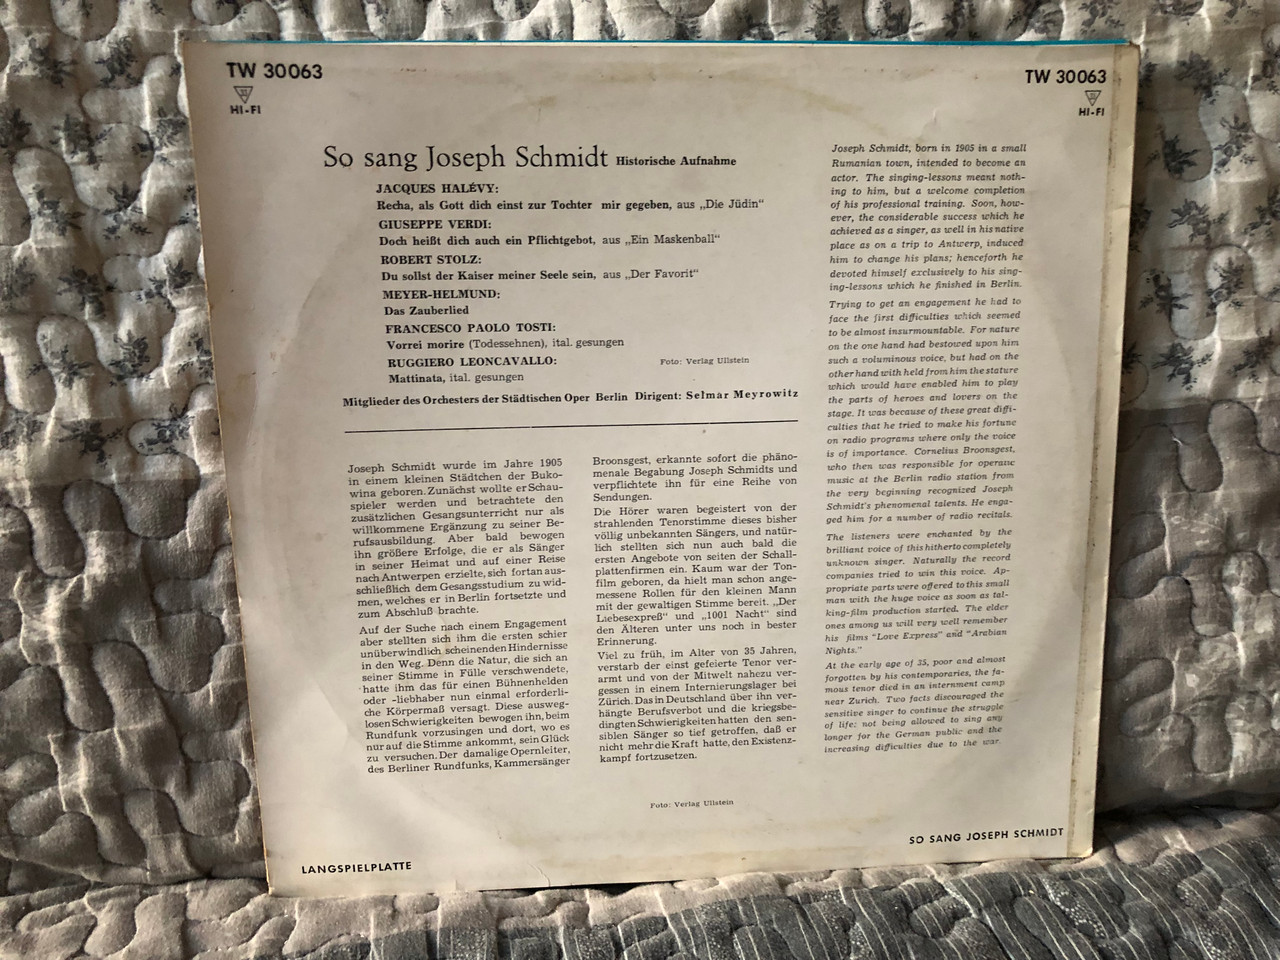 TW 30063
HI-FI
TW 30063
HI-FI
So sang Joseph Schmidt Historische Aufnahme
JACQUES HALÉVY:
Recha, als Gott dich einst zur Tochter mir gegeben, aus „Die Jüdin"
GIUSEPPE VERDI:
Doch heißt dich auch ein Pflichtgebot, aus „Ein Maskenball"
ROBERT STOLZ:
Du sollst der Kaiser meiner Seele sein, aus „Der Favorit"
MEYER-HELMUND:
Das Zauberlied
FRANCESCO PAOLO TOSTI:
Vorrei morire (Todessehnen), ital. gesungen
RUGGIERO LEONCAVALLO:
Foto: Verlag Ullstein
Mattinata, ital. gesungen
Mitglieder des Orchesters der Städtischen Oper Berlin Dirigent: Selmar Meyrowitz
Joseph Schmidt wurde im Jahre 1905
in einem kleinen Städtchen der Buko-
wina geboren. Zunächst wollte er Schau-
spieler werden und betrachtete den
zusätzlichen Gesangsunterricht nur als
willkommene Ergänzung zu seiner Be-
rufsausbildung. Aber bald bewogen
ihn größere Erfolge, die er als Sänger
in seiner Heimat und auf einer Reise
nach Antwerpen erzielte, sich fortan aus-
schließlich dem Gesangsstudium zu wid-
men, welches er in Berlin fortsetzte und
zum Abschluß brachte.
Auf der Suche nach einem Engagement
aber stellten sich ihm die ersten schier
unüberwindlich scheinenden Hindernisse
in den Weg. Denn die Natur, die sich an
seiner Stimme in Fülle verschwendete,
hatte ihm das für einen Bühnenhelden
oder -liebhaber nun einmal erforderli-
che Körpermaß versagt. Diese ausweg-
losen Schwierigkeiten bewogen ihn, beim
Rundfunk vorzusingen und dort, wo es
nur auf die Stimme ankommt, sein Glück
zu versuchen. Der damalige Opernleiter,
des Berliner Rundfunks, Kammersänger
Broonsgest, erkannte sofort die phäno-
menale Begabung Joseph Schmidts und
verpflichtete ihn für eine Reihe von
Sendungen.
Die Hörer waren begeistert von der
strahlenden Tenorstimme dieses bisher
völlig unbekannten Sängers, und natür-
lich stellten sich nun auch bald die
ersten Angebote von seiten der Schall-
plattenfirmen ein. Kaum war der Ton-
film geboren, da hielt man schon ange-
messene Rollen für den kleinen Mann
mit der gewaltigen Stimme bereit. „Der
Liebesexpreß" und „1001 Nacht" sind
den Älteren unter uns noch in bester
Erinnerung.
Viel zu früh, im Alter von 35 Jahren,
verstarb der einst gefeierte Tenor ver-
armt und von der Mitwelt nahezu ver-
gessen in einem Internierungslager bei
Zürich. Das in Deutschland über ihn ver-
hängte Berufsverbot und die kriegsbe-
dingten Schwierigkeiten hatten den sen-
siblen Sänger so tief getroffen, daß er
nicht mehr die Kraft hatte, den Existenz-
kampf fortzusetzen.
Joseph Schmidt, born in 1905 in a small
Rumanian town, intended to become an
actor. The singing-lessons meant noth-
ing to him, but a welcome completion
of his professional training. Soon, how-
ever, the considerable success which he
achieved as a singer, as well in his native
place as on a trip to Antwerp, induced
him to change his plans; henceforth he
devoted himself exclusively to his sing-
ing-lessons which he finished in Berlin.
Trying to get an engagement he had to
face the first difficulties which seemed
to be almost insurmountable. For nature
on the one hand had bestowed upon him
such a voluminous voice, but had on the
other hand with held from him the stature
which would have enabled him to play
the parts of heroes and lovers on the
stage. It was because of these great diffi-
culties that he tried to make his fortune
on radio programs where only the voice
is of importance. Cornelius Broonsgest,
who then was responsible for operatic
music at the Berlin radio station from
the very beginning recognized Joseph
Schmidt's phenomenal talents. He enga-
ged him for a number of radio recitals.
The listeners were enchanted by the
brilliant voice of this hitherto completely
unknown singer. Naturally the record
companies tried to win this voice. Ap-
propriate parts were offered to this small
man with the huge voice as soon as tal-
king-film production started. The elder
ones among us will very well remember
his films "Love Express" and "Arabian
Nights."
At the early age of 35, poor and almost
forgotten by his contemporaries, the fa-
mous tenor died in an internment camp
near Zurich. Two facts discouraged the
sensitive singer to continue the struggle
of life: not being allowed to sing any
longer for the German public and the
increasing difficulties due to the war.
Foto: Verlag Ullstein
LANGSPIELPLATTE
SO SANG JOSEPH SCHMIDT